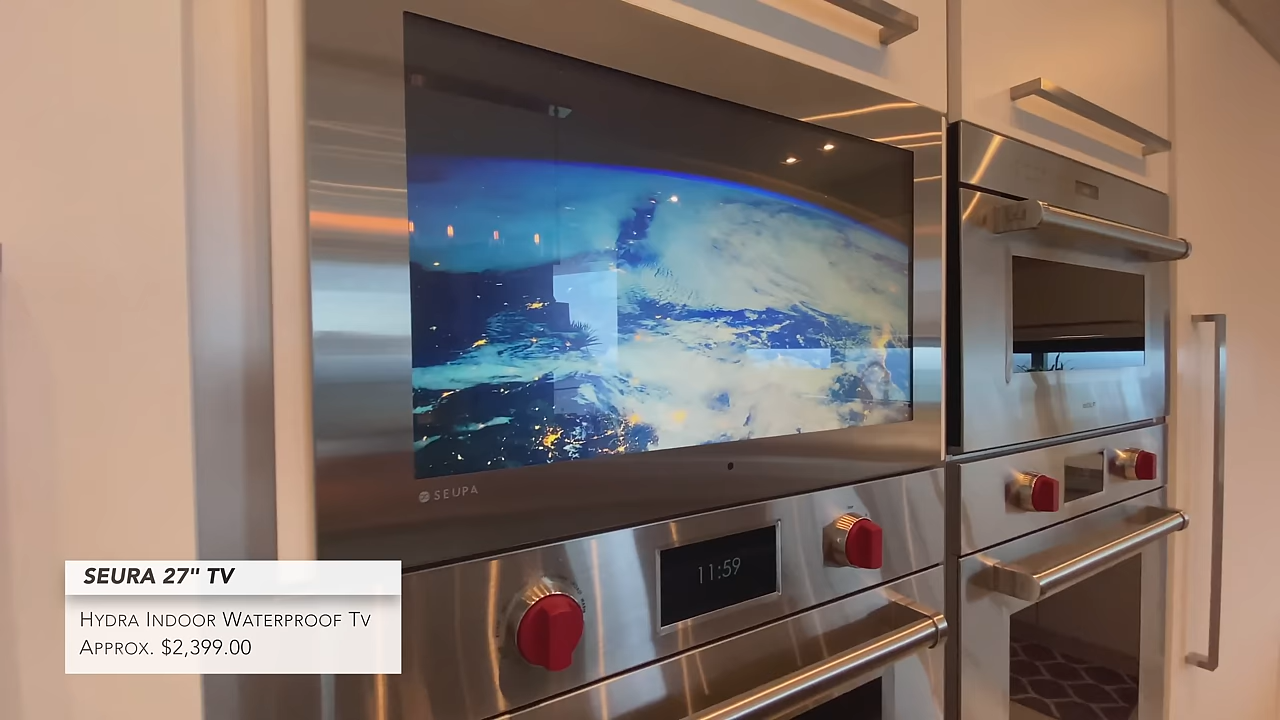 SEURA
11:59
SEURA 27" TV
HYDRA INDOOR WATERPROOF TV
APPROX. $2,399.00